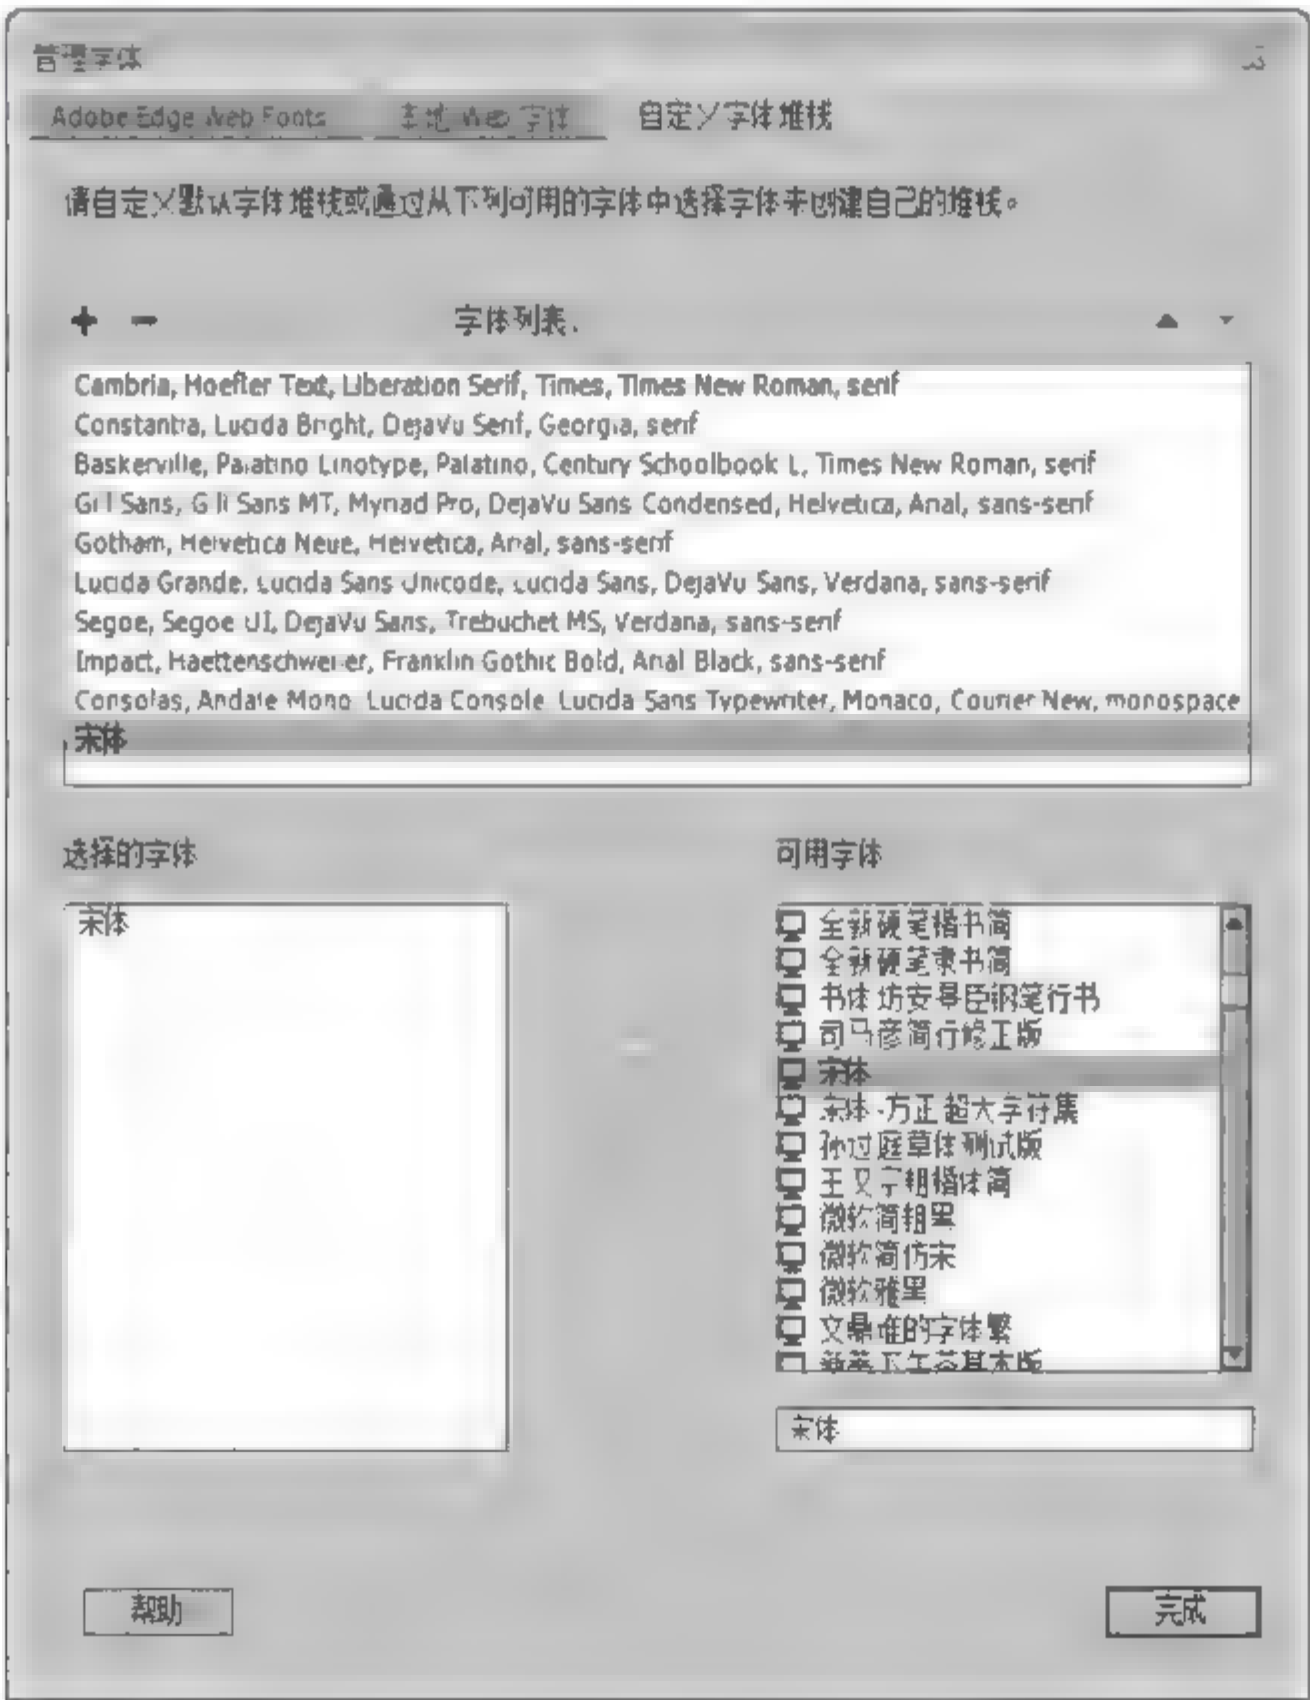 管理字体
Adobe Edge Web Fonts 本地 Web 字体 自定义字体堆栈
请自定义默认字体堆栈或通过从下列可用的字体中选择字体来创建自己的堆栈。
字体列表:
Cambria, Hoefler Text, Liberation Serif, Times, Times New Roman, serif
Constantia, Lucida Bright, DejaVu Serif, Georgia, serif
Baskerville, Palatino Linotype, Palatino, Century Schoolbook L, Times New Roman, serif
Gill Sans, Gill Sans MT, Myriad Pro, DejaVu Sans Condensed, Helvetica, Arial, sans-serif
Gotham, Helvetica Neue, Helvetica, Arial, sans-serif
Lucida Grande, Lucida Sans Unicode, Lucida Sans, DejaVu Sans, Verdana, sans-serif
Segoe, Segoe UI, DejaVu Sans, Trebuchet MS, Verdana, sans-serif
Impact, Haettenschweiler, Franklin Gothic Bold, Arial Black, sans-serif
Consolas, Andale Mono, Lucida Console, Lucida Sans Typewriter, Monaco, Courier New, monospace
宋体
选择的字体
宋体
可用字体
全新硬笔楷书简
全新硬笔隶书简
书体坊安景臣钢笔行书
司马彦简行修正版
宋体
宋体-方正超大字符集
孙过庭草体测试版
王汉宗粗楷体简
微软简粗黑
微软简仿宋
微软雅黑
文鼎谁的字体繁
宋体
帮助
完成